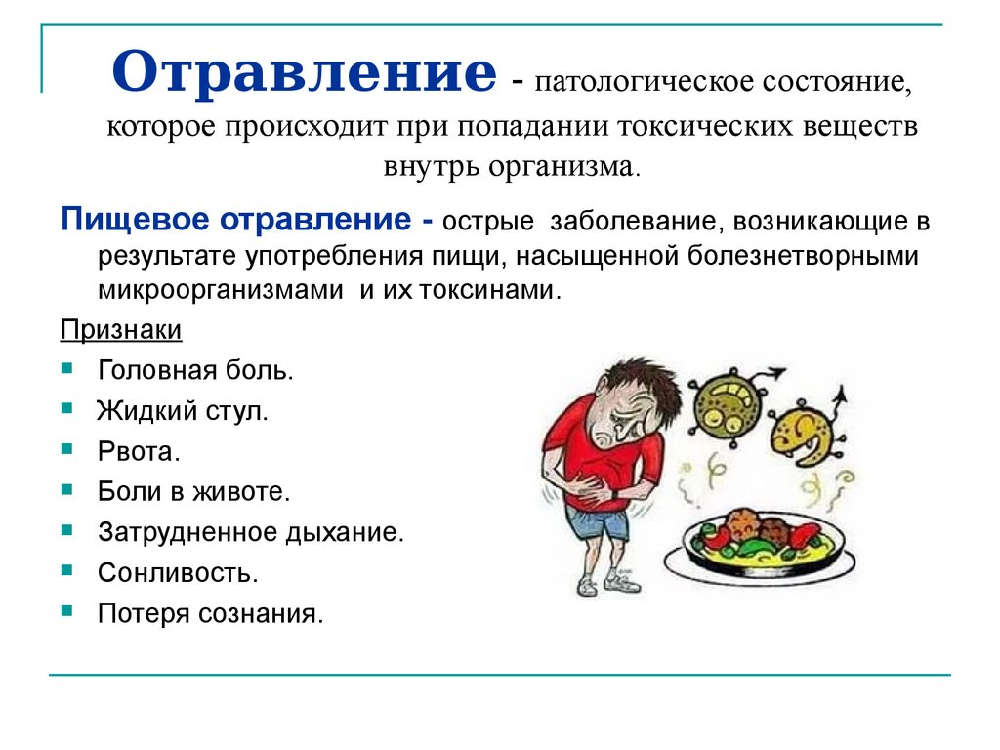 Отравление - патологическое состояние,
которое происходит при попадании токсических веществ
внутрь организма.
Пищевое отравление - острые заболевание, возникающие в
результате употребления пищи, насыщенной болезнетворными
микроорганизмами и их токсинами.
Признаки
Головная боль.
Жидкий стул.
Рвота.
Боли в животе.
Затрудненное дыхание.
Сонливость.
Потеря сознания.